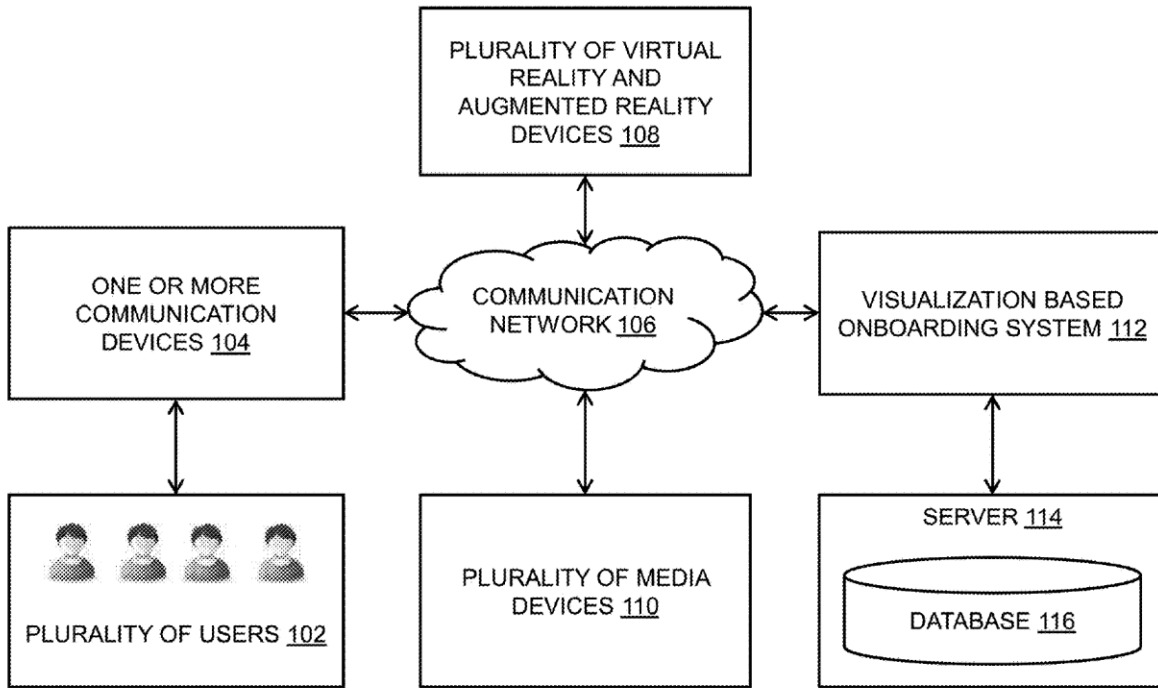 PLURALITY OF VIRTUAL
REALITY AND
AUGMENTED REALITY
DEVICES 108
ONE OR MORE
COMMUNICATION
DEVICES 104
COMMUNICATION
NETWORK 106
VISUALIZATION BASED
ONBOARDING SYSTEM 112
PLURALITY OF USERS 102
PLURALITY OF MEDIA
DEVICES 110
SERVER 114
DATABASE 116